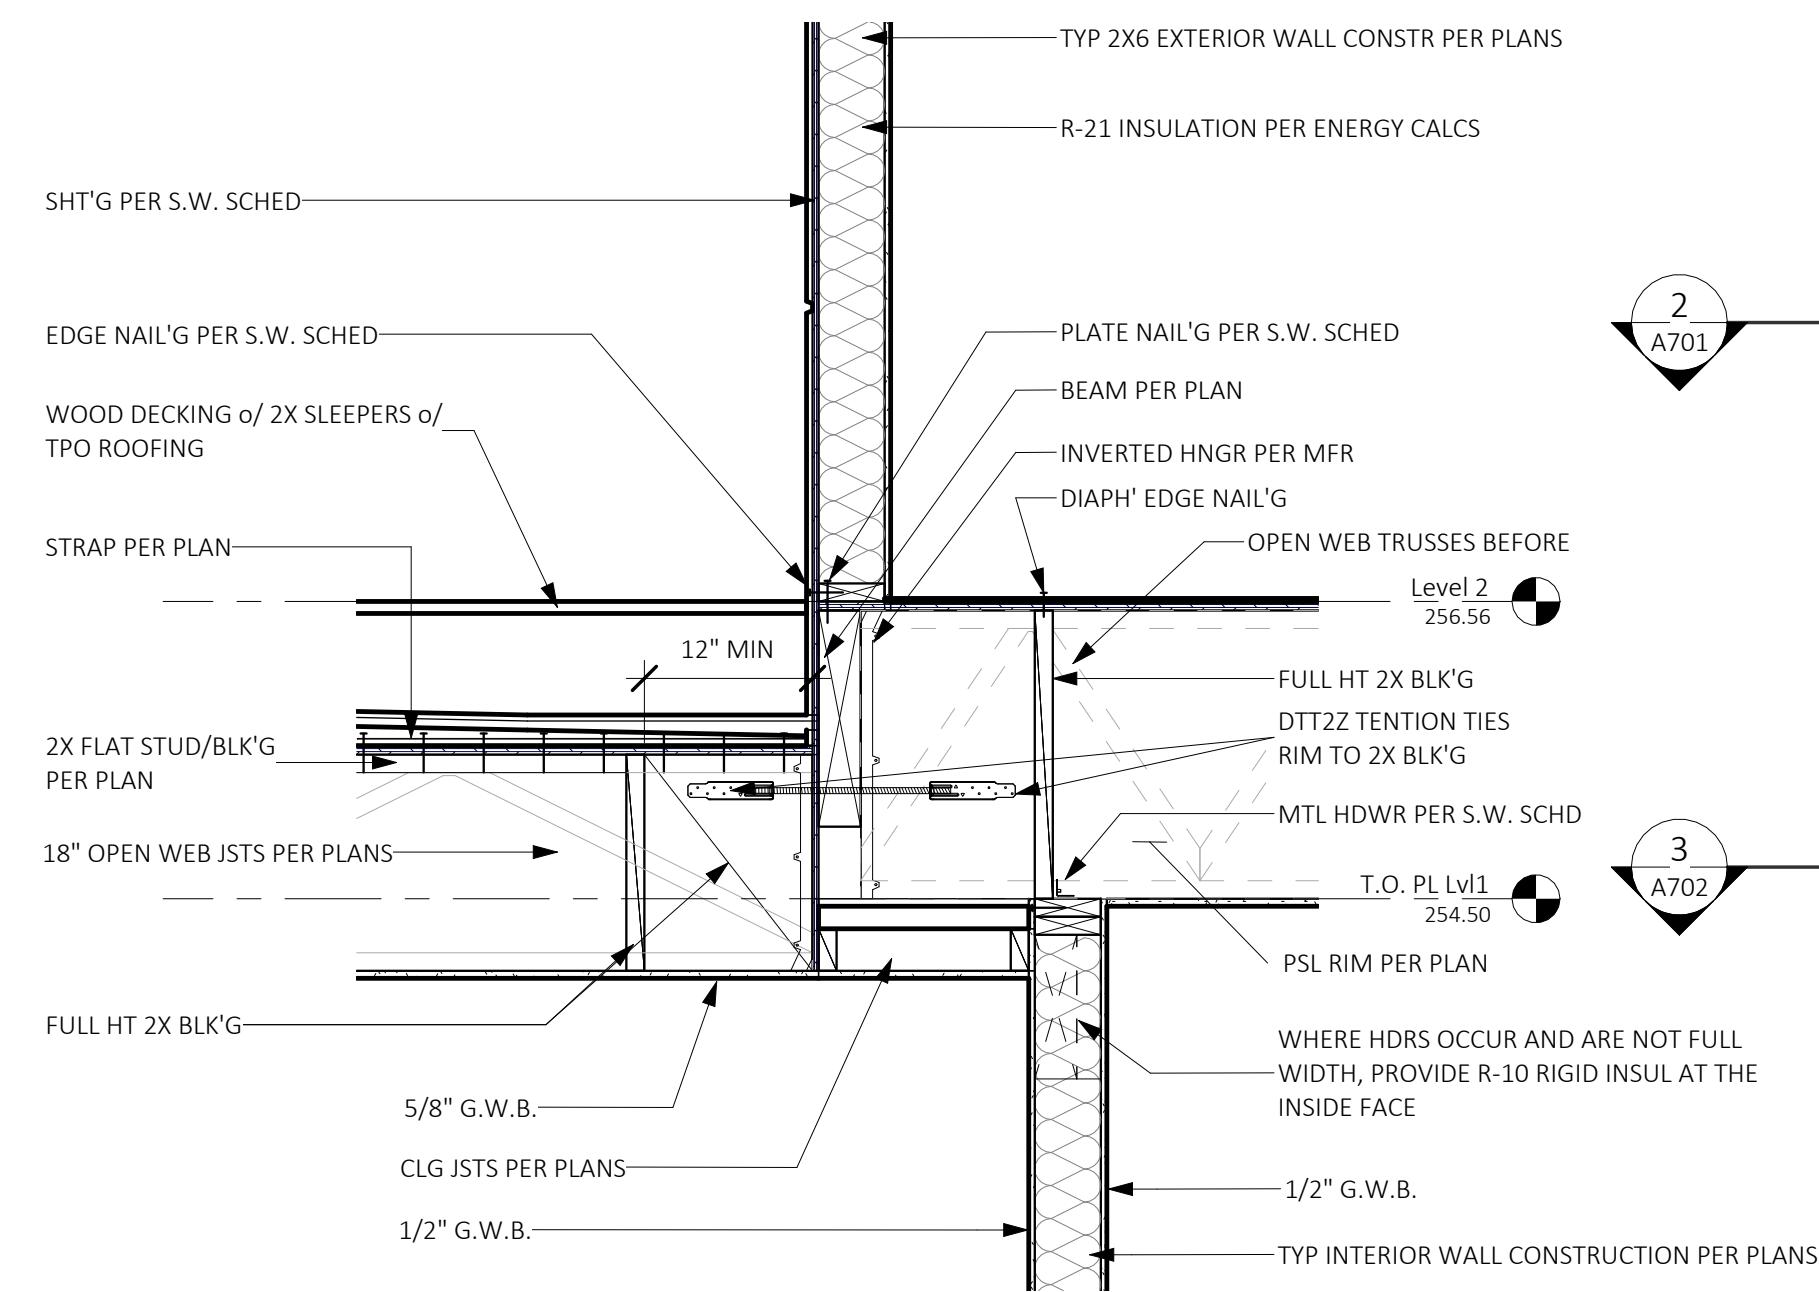 TYP 2X6 EXTERIOR WALL CONSTR PER PLANS
R-21 INSULATION PER ENERGY CALCS
SHT'G PER S.W. SCHED
EDGE NAIL'G PER S.W. SCHED
WOOD DECKING o/ 2X SLEEPERS o/
TPO ROOFING
STRAP PER PLAN
12" MIN
2X FLAT STUD/BLK'G
PER PLAN
18" OPEN WEB JSTS PER PLANS
FULL HT 2X BLK'G
5/8" G.W.B.
CLG JSTS PER PLANS
1/2" G.W.B.
PLATE NAIL'G PER S.W. SCHED
BEAM PER PLAN
INVERTED HNGR PER MFR
DIAPH' EDGE NAIL'G
OPEN WEB TRUSSES BEFORE
Level 2
256.56
FULL HT 2X BLK'G
DTT2Z TENTION TIES
RIM TO 2X BLK'G
MTL HDWR PER S.W. SCHD
T.O. PL Lvl1
254.50
PSL RIM PER PLAN
WHERE HDRS OCCUR AND ARE NOT FULL
WIDTH, PROVIDE R-10 RIGID INSUL AT THE
INSIDE FACE
1/2" G.W.B.
TYP INTERIOR WALL CONSTRUCTION PER PLANS
2
A701
3
A702